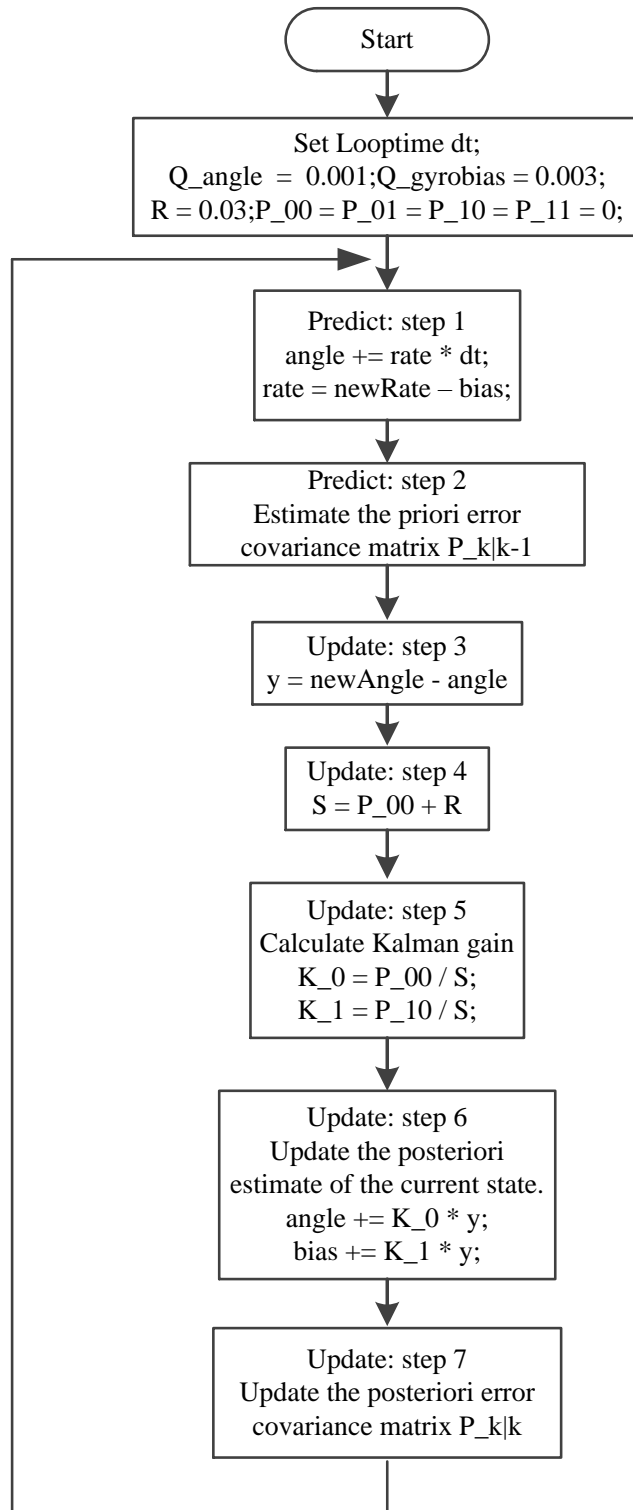 Start
Set Looptime dt;
Q_angle = 0.001;Q_gyrobias = 0.003;
R = 0.03;P_00 = P_01 = P_10 = P_11 = 0;
Predict: step 1
angle += rate * dt;
rate = newRate – bias;
Predict: step 2
Estimate the priori error
covariance matrix P_k|k-1
Update: step 3
y = newAngle - angle
Update: step 4
S = P_00 + R
Update: step 5
Calculate Kalman gain
K_0 = P_00 / S;
K_1 = P_10 / S;
Update: step 6
Update the posteriori
estimate of the current state.
angle += K_0 * y;
bias += K_1 * y;
Update: step 7
Update the posteriori error
covariance matrix P_k|k